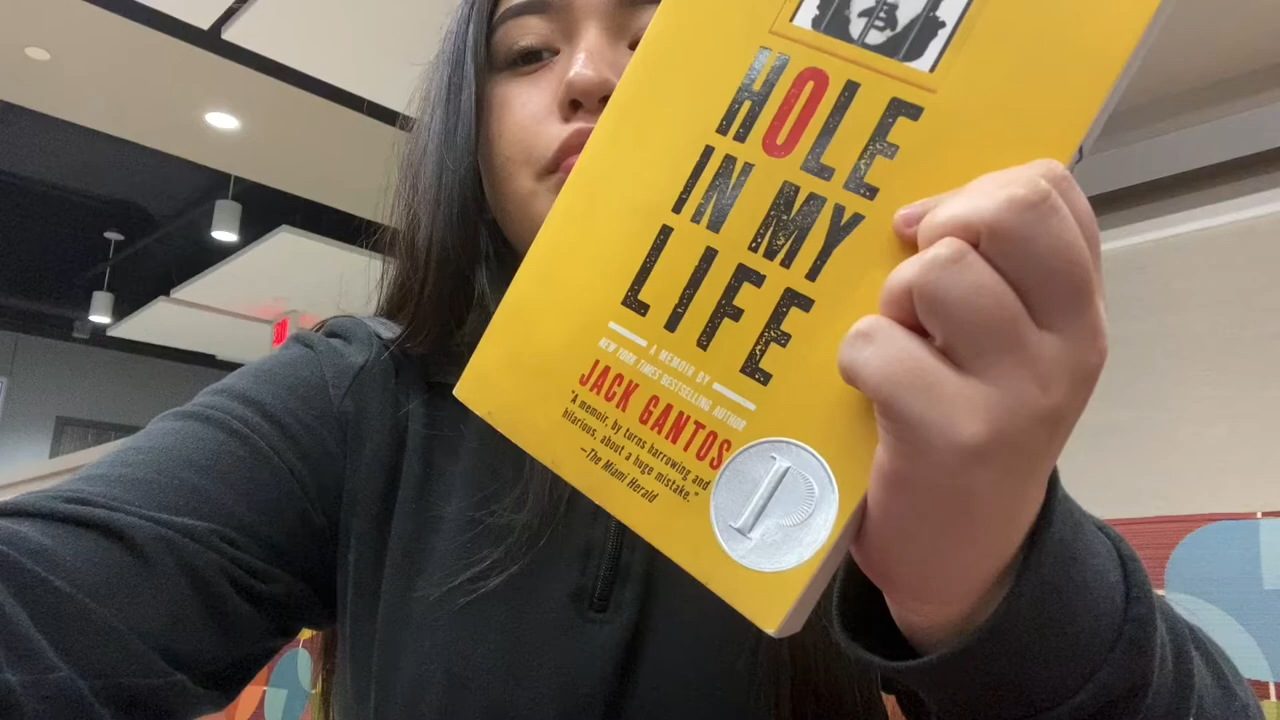 HOLE
IN MY
LIFE
A MEMOIR BY
NEW YORK TIMES BESTSELLING AUTHOR
JACK GANTOS
"A memoir, by turns harrowing and
hilarious, about a huge mistake."
—The Miami Herald
P